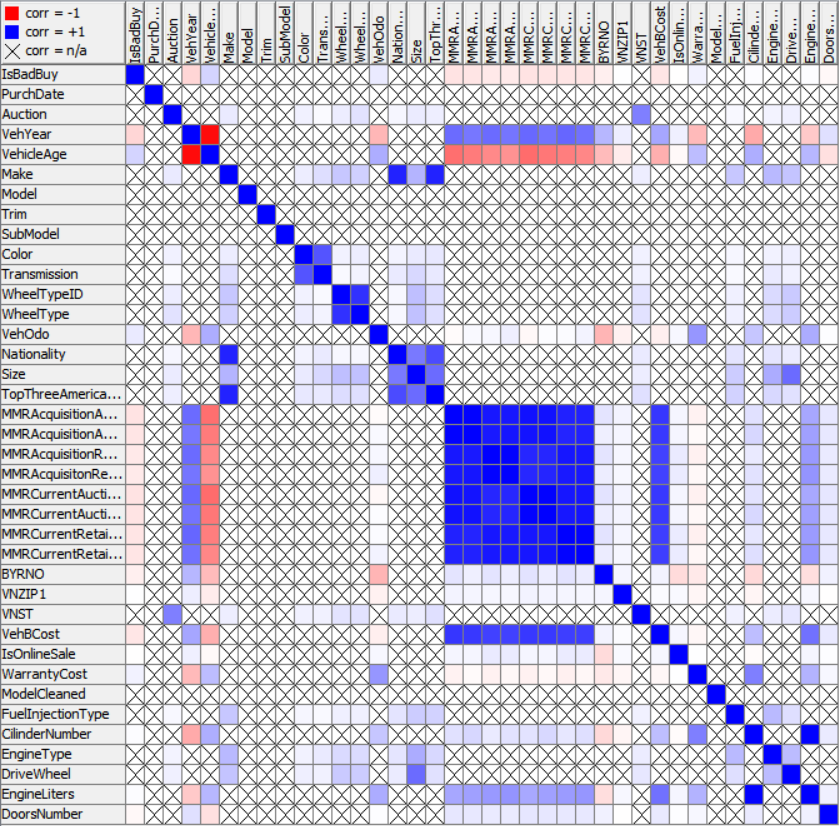 corr = -1
corr = +1
corr = n/a
IsBadBuy
PurchD...
Auction
VehYear
Vehicle...
Make
Model
Trim
SubModel
Color
Trans...
Wheel...
Wheel...
VehOdo
Nation...
Size
TopThr...
MMRA...
MMRA...
MMRA...
MMRA...
MMRC...
MMRC...
MMRC...
MMRC...
BYRNO
VNZIP1
VNST
VehBCost
IsOnlin...
Warra...
Model...
FuelInj...
Cilinde...
Engine...
Drive...
Engine...
Doors...
IsBadBuy
PurchDate
Auction
VehYear
VehicleAge
Make
Model
Trim
SubModel
Color
Transmission
WheelTypeID
WheelType
VehOdo
Nationality
Size
TopThreeAmerica...
MMRAcquisitionA...
MMRAcquisitionA...
MMRAcquisitionR...
MMRAcquisitonRe...
MMRCurrentAucti...
MMRCurrentAucti...
MMRCurrentRetai...
MMRCurrentRetai...
BYRNO
VNZIP1
VNST
VehBCost
IsOnlineSale
WarrantyCost
ModelCleaned
FuelInjectionType
CilinderNumber
EngineType
DriveWheel
EngineLiters
DoorsNumber